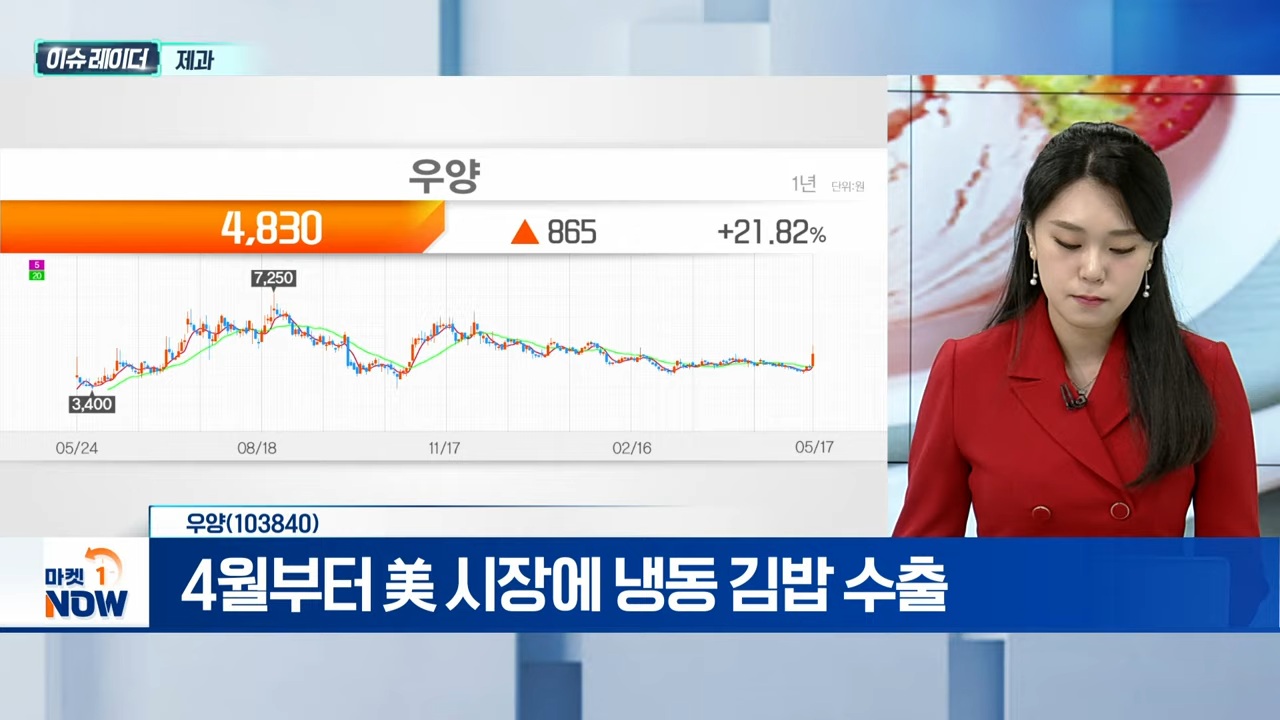 이슈레이더 제과
우양
1년 단위:원
4,830 ▲ 865 +21.82%
5
20
7,250
3,400
05/24 08/18 11/17 02/16 05/17
우양(103840)
마켓 1
NOW
4월부터 美 시장에 냉동 김밥 수출